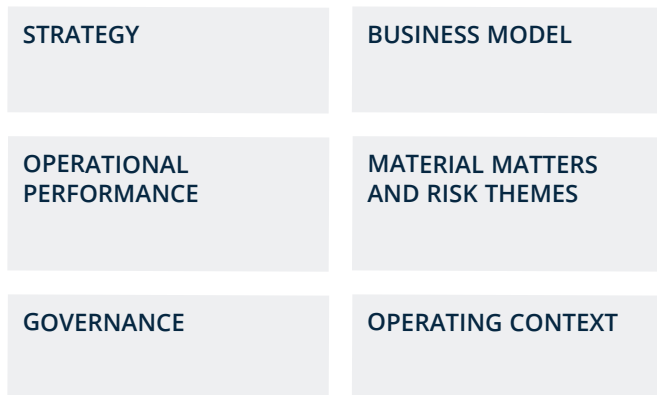 STRATEGY
BUSINESS MODEL
OPERATIONAL
PERFORMANCE
MATERIAL MATTERS
AND RISK THEMES
GOVERNANCE
OPERATING CONTEXT